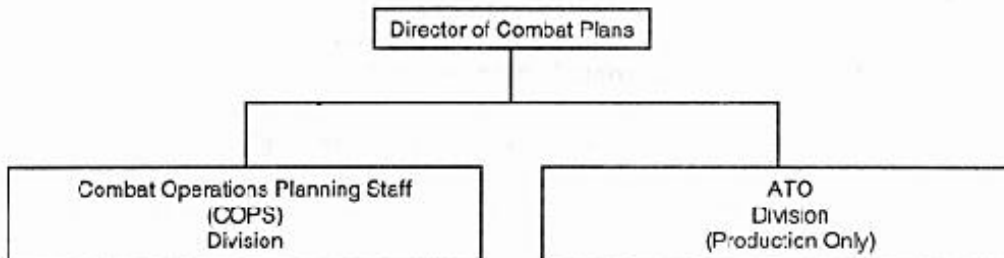 Director of Combat Plans
Combat Operations Planning Staff
(COPS)
Division
ATO
Division
(Production Only)